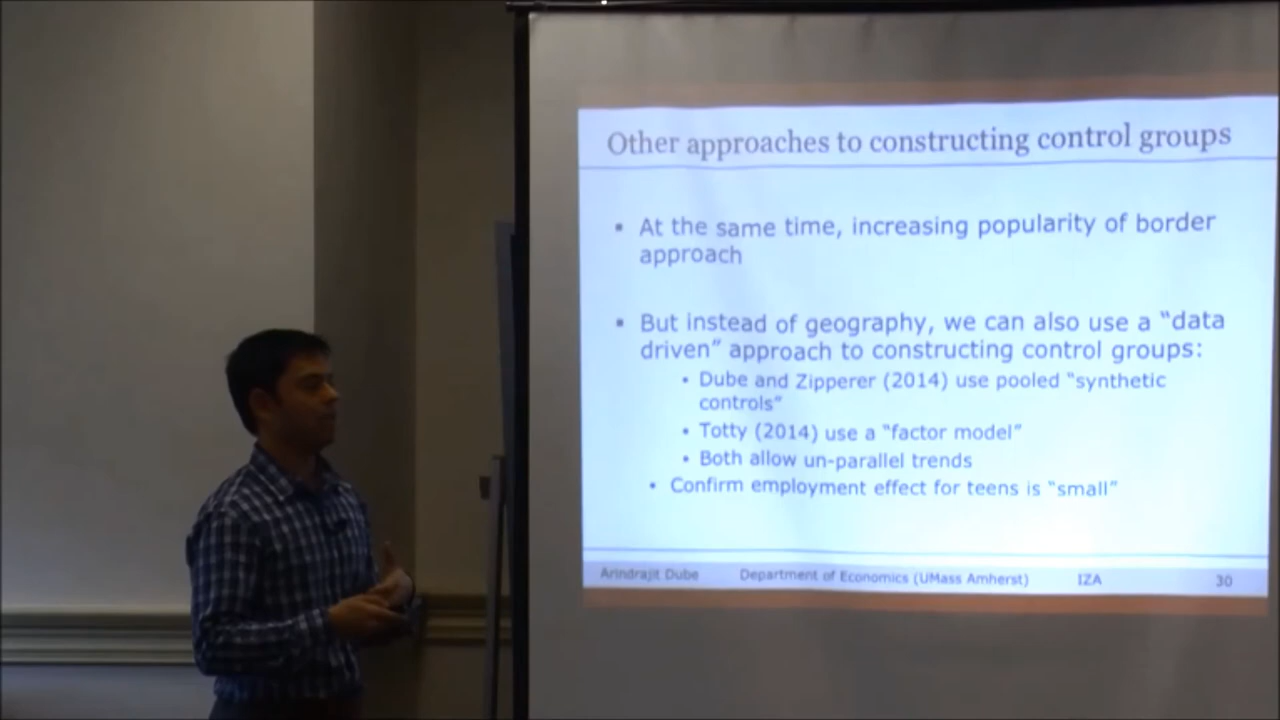 Other approaches to constructing control groups
▪ At the same time, increasing popularity of border
approach
▪ But instead of geography, we can also use a “data
driven” approach to constructing control groups:
• Dube and Zipperer (2014) use pooled “synthetic
controls”
• Totty (2014) use a “factor model”
• Both allow un-parallel trends
• Confirm employment effect for teens is “small”
Arindrajit Dube Department of Economics (UMass Amherst) IZA 30